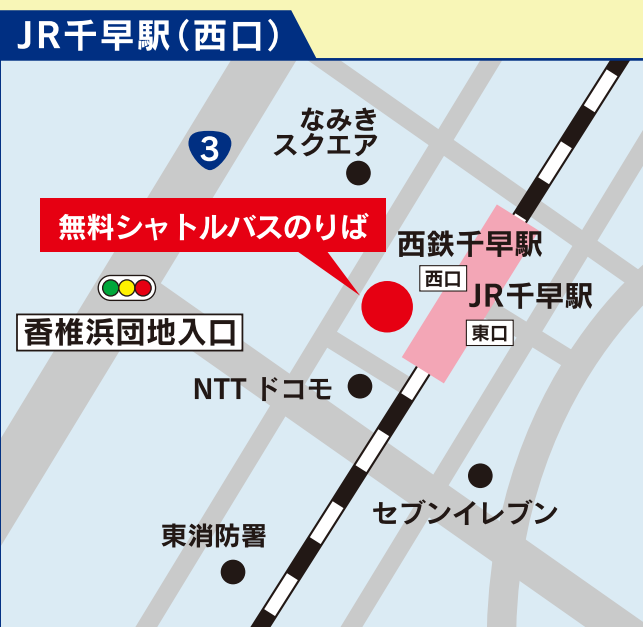 JR千早駅（西口）
なみき
スクエア
3
無料シャトルバスのりば
西鉄千早駅
西口
JR千早駅
東口
香椎浜団地入口
NTTドコモ
セブンイレブン
東消防署